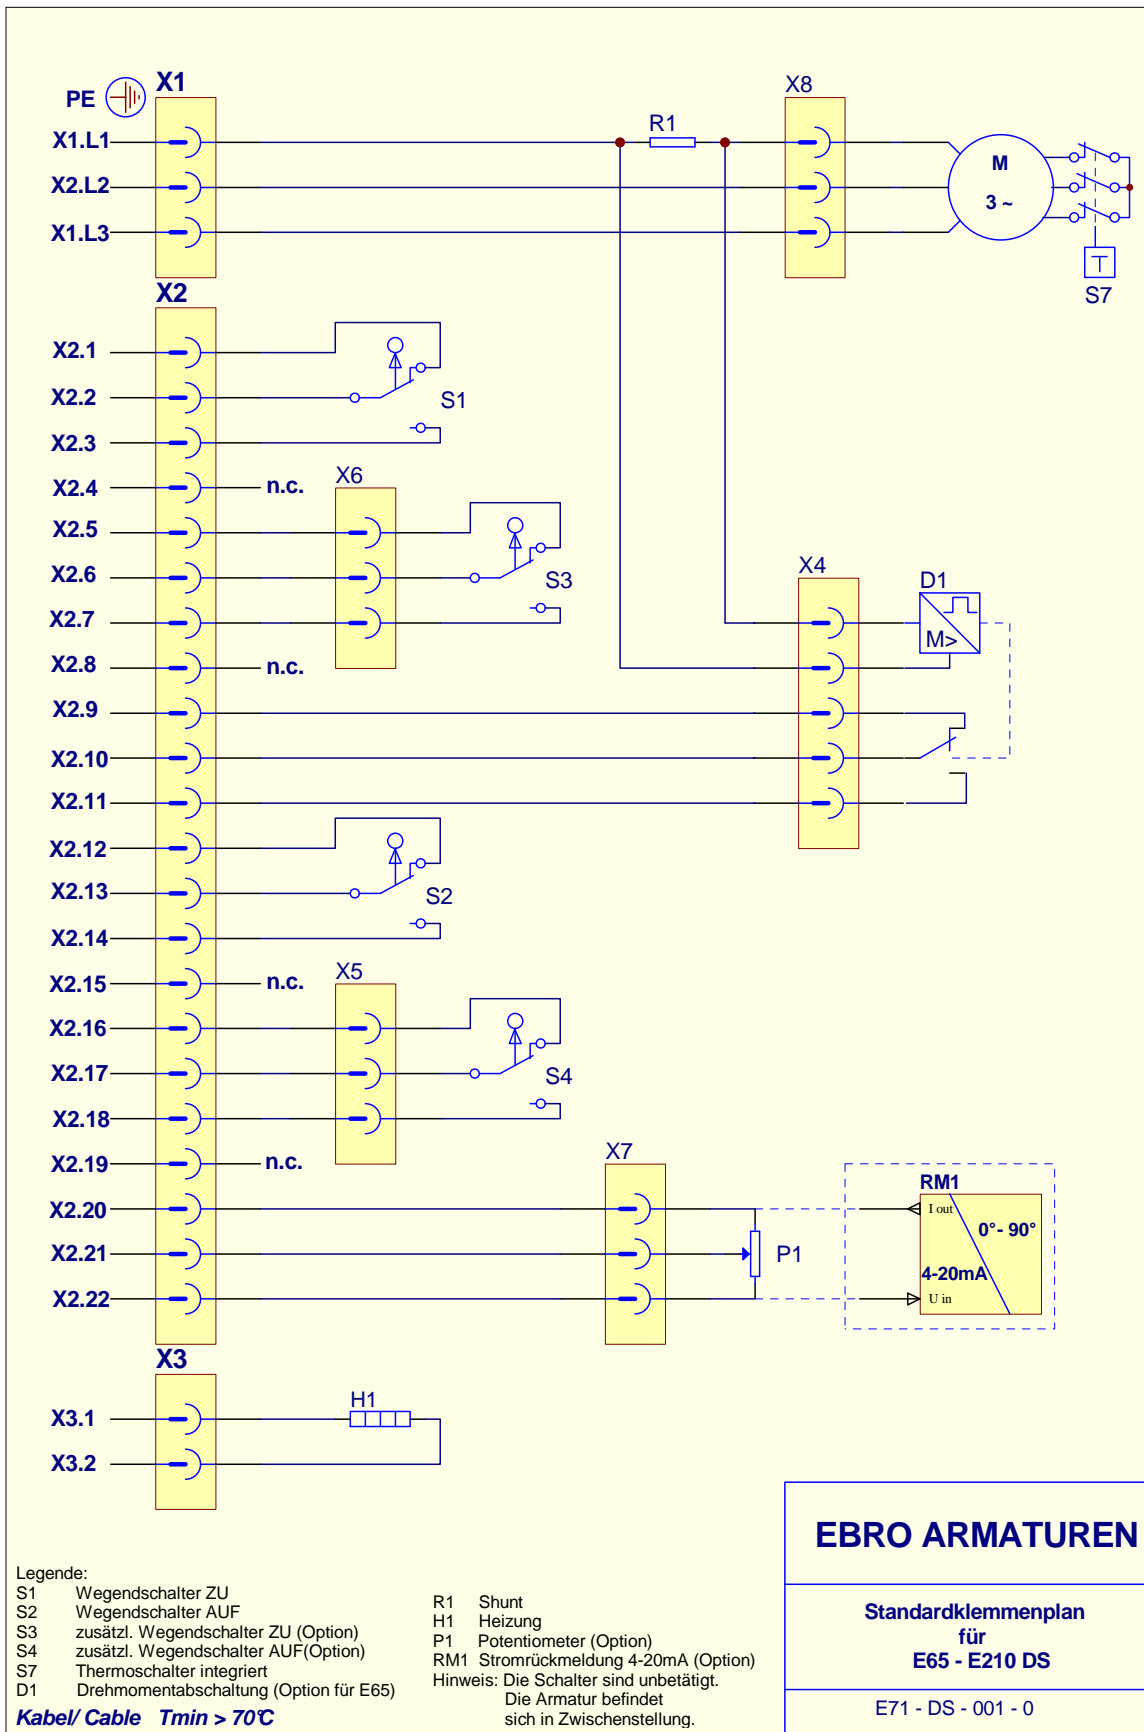 X1
PE
X8
R1
X1.L1
M
X2.L2
3 ~
X1.L3
T
S7
X2
X2.1
X2.2
S1
X2.3
X2.4
n.c.
X6
X2.5
X2.6
S3
X4
D1
X2.7
M>
X2.8
n.c.
X2.9
X2.10
X2.11
X2.12
X2.13
S2
X2.14
X2.15
n.c.
X5
X2.16
X2.17
S4
X2.18
X2.19
n.c.
X7
RM1
X2.20
I out
0°- 90°
X2.21
P1
4-20mA
X2.22
U in
X3
H1
X3.1
X3.2
EBRO ARMATUREN
Standardklemmenplan
für
E65 - E210 DS
E71 - DS - 001 - 0
Legende:
S1 Wegendschalter ZU
S2 Wegendschalter AUF
S3 zusätzl. Wegendschalter ZU (Option)
S4 zusätzl. Wegendschalter AUF(Option)
S7 Thermoschalter integriert
D1 Drehmomentabschaltung (Option für E65)
Kabel/ Cable Tmin > 70°C
R1 Shunt
H1 Heizung
P1 Potentiometer (Option)
RM1 Stromrückmeldung 4-20mA (Option)
Hinweis: Die Schalter sind unbetätigt.
Die Armatur befindet
sich in Zwischenstellung.